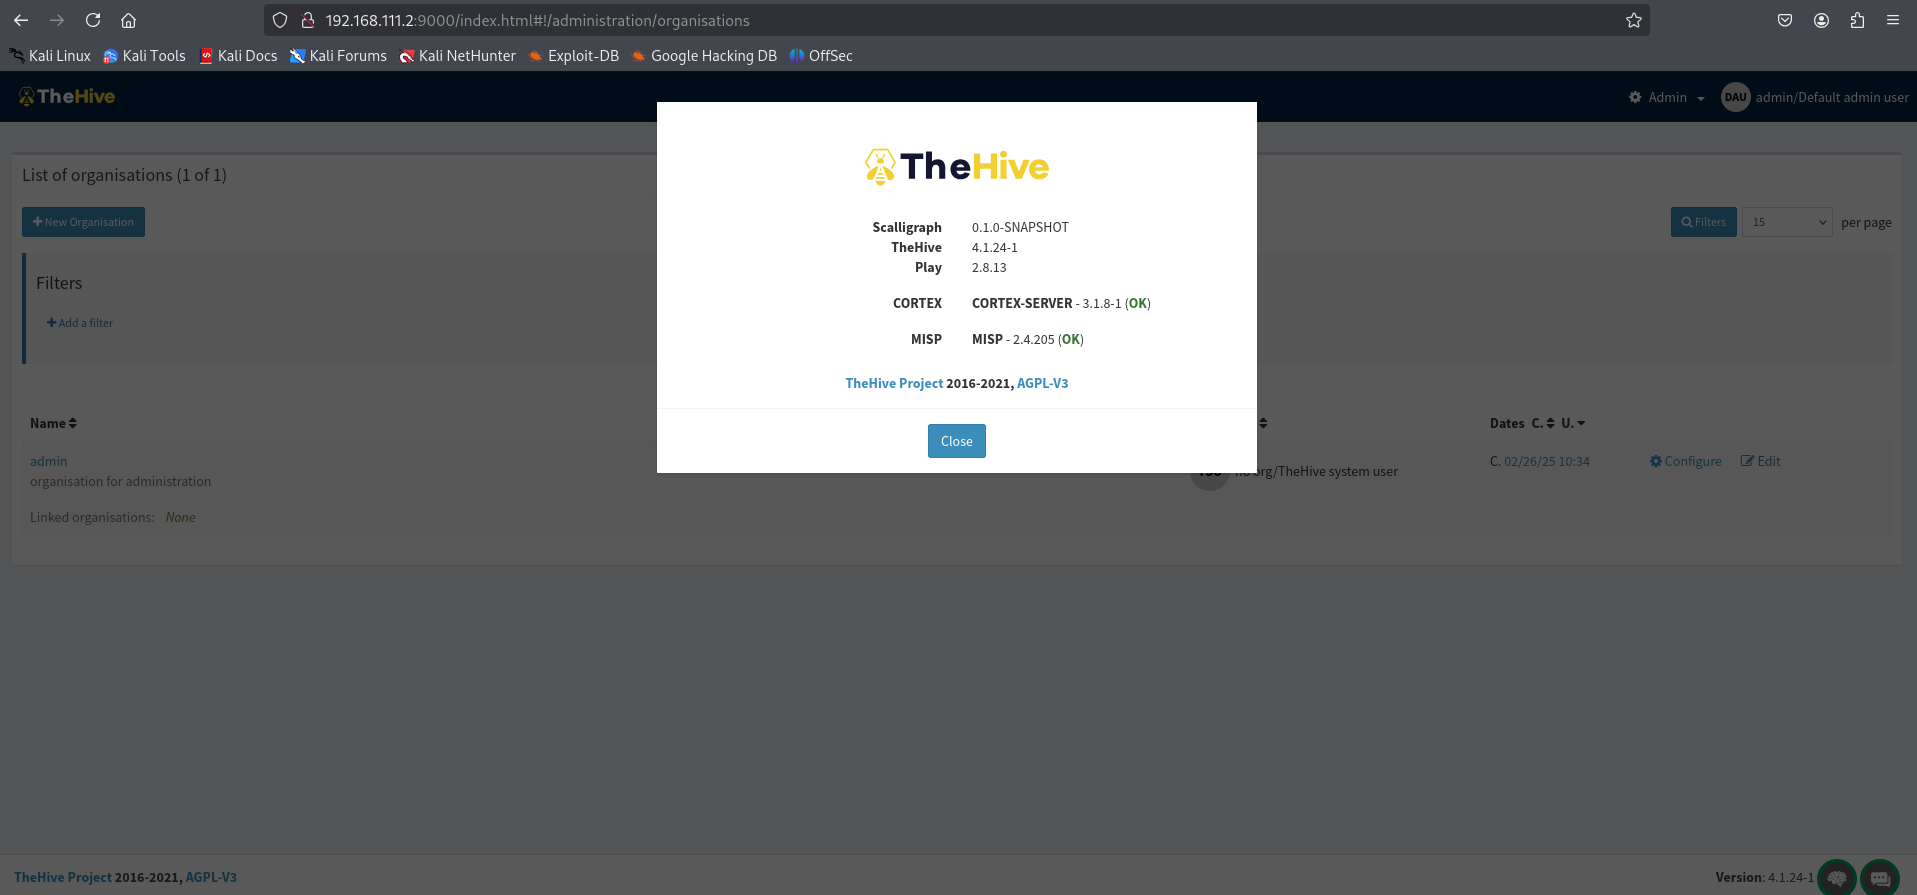 192.168.111.2:9000/index.html#!/administration/organisations
Kali Linux Kali Tools Kali Docs Kali Forums Kali NetHunter Exploit-DB Google Hacking DB OffSec
TheHive Admin DAU admin/Default admin user
TheHive
List of organisations (1 of 1)
New Organisation Filters 15 per page
Scalligraph 0.1.0-SNAPSHOT
TheHive 4.1.24-1
Play 2.8.13
CORTEX CORTEX-SERVER - 3.1.8-1 (OK)
MISP MISP - 2.4.205 (OK)
TheHive Project 2016-2021, AGPL-V3
Close
Filters
Add a filter
Name Dates C. U.
admin
organisation for administration
org/TheHive system user
C. 02/26/25 10:34 Configure Edit
Linked organisations: None
TheHive Project 2016-2021, AGPL-V3 Version: 4.1.24-1